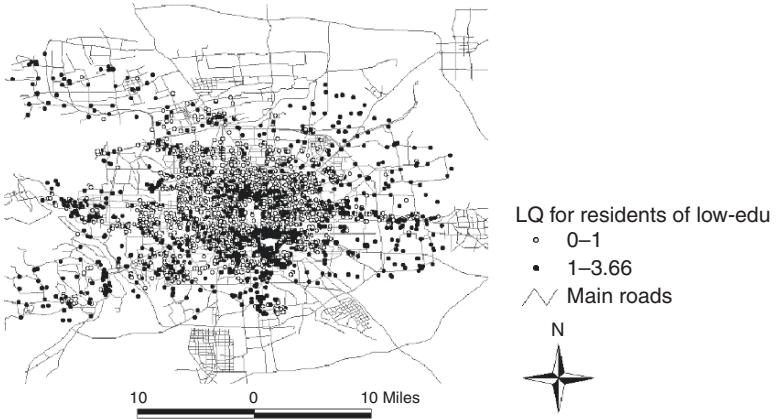 LQ for residents of low-edu
0–1
1–3.66
Main roads
N
10 0 10 Miles